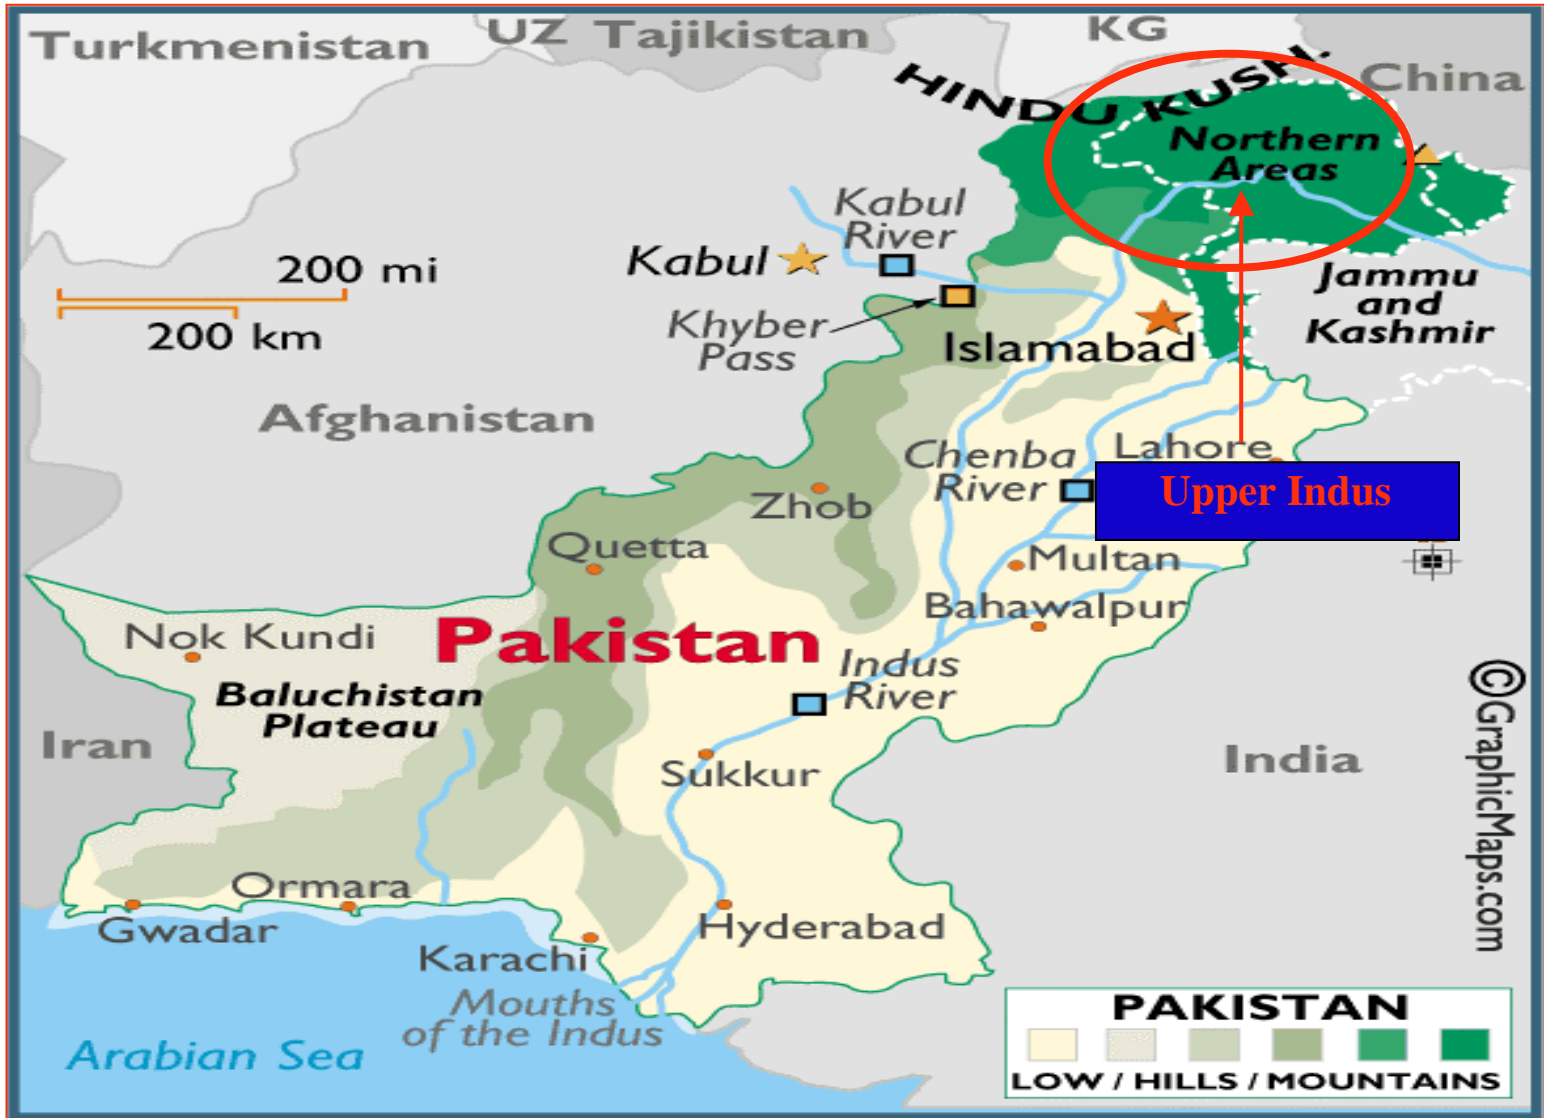 Turkmenistan
UZ
Tajikistan
KG
China
HINDU KUSH.
Northern
Areas
Kabul
River
Kabul
200 mi
200 km
Khyber
Pass
Islamabad
Jammu
and
Kashmir
Afghanistan
Chenba
River
Lahore
Upper Indus
Zhob
Quetta
Multan
Bahawalpur
Nok Kundi
Pakistan
Indus
River
Baluchistan
Plateau
Iran
Sukkur
India
©GraphicMaps.com
Ormara
Gwadar
Hyderabad
Karachi
Mouths
of the Indus
Arabian Sea
PAKISTAN
LOW / HILLS / MOUNTAINS